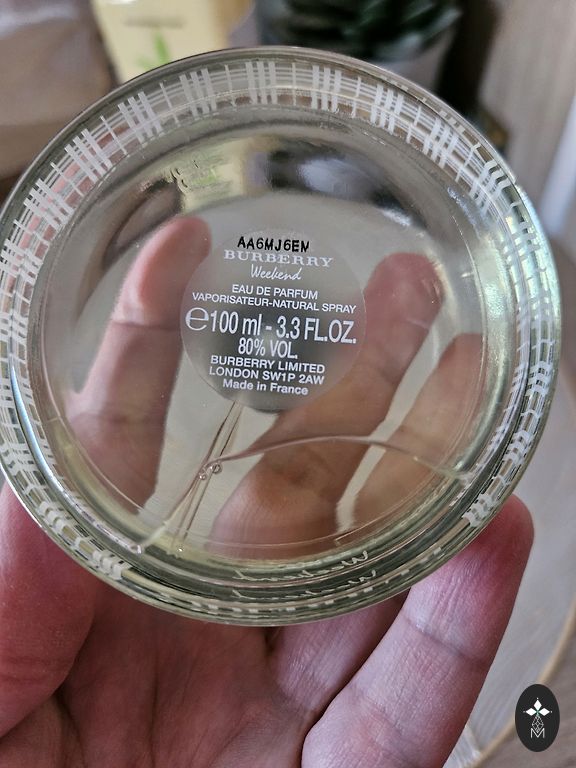 AA6MJ6EM
BURBERRY
Weekend
EAU DE PARFUM
VAPORISATEUR-NATURAL SPRAY
℮100 ml - 3.3 FL.OZ.
80% VOL.
BURBERRY LIMITED
LONDON SW1P 2AW
Made in France
M